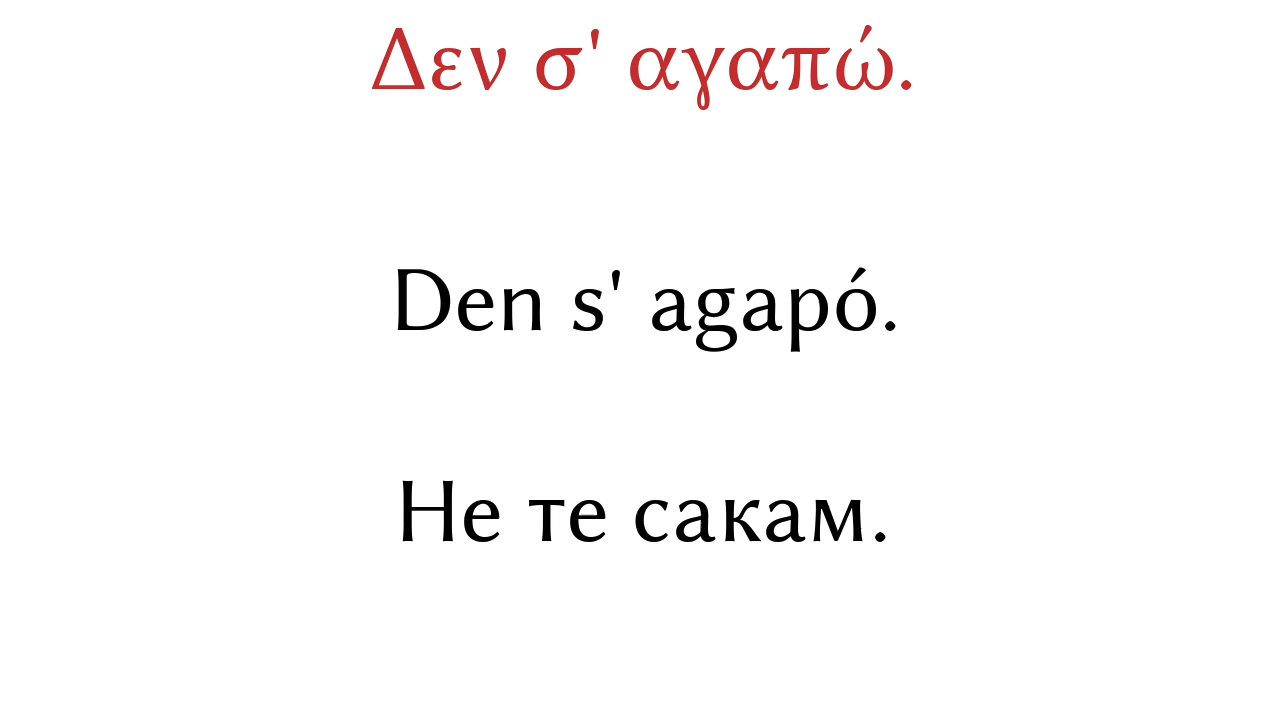 Δεν σ' αγαπώ.
Den s' agapó.
Не те сакам.